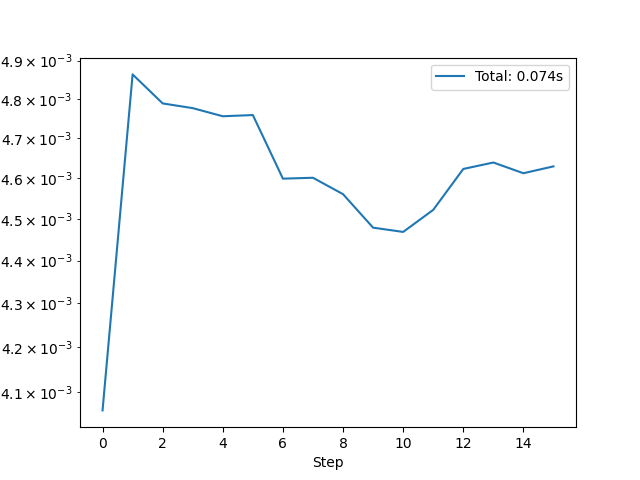 Total: 0.074s
4.9 × 10⁻³
4.8 × 10⁻³
4.7 × 10⁻³
4.6 × 10⁻³
4.5 × 10⁻³
4.4 × 10⁻³
4.3 × 10⁻³
4.2 × 10⁻³
4.1 × 10⁻³
0 2 4 6 8 10 12 14
Step